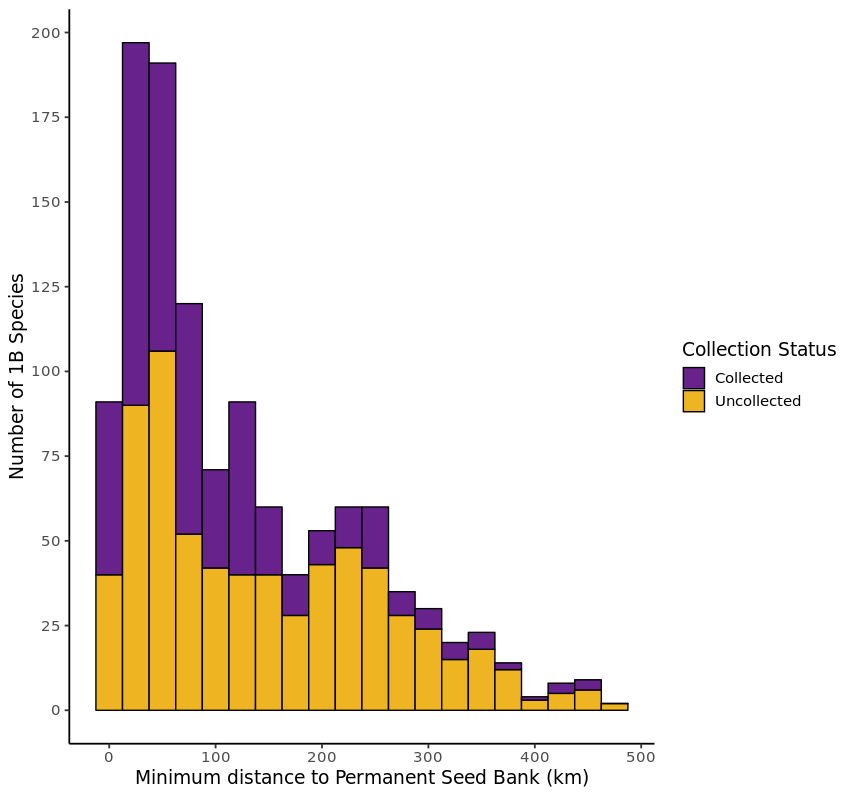 200
175
150
125
100
75
50
25
0
Number of 1B Species
0 100 200 300 400 500
Minimum distance to Permanent Seed Bank (km)
Collection Status
Collected
Uncollected